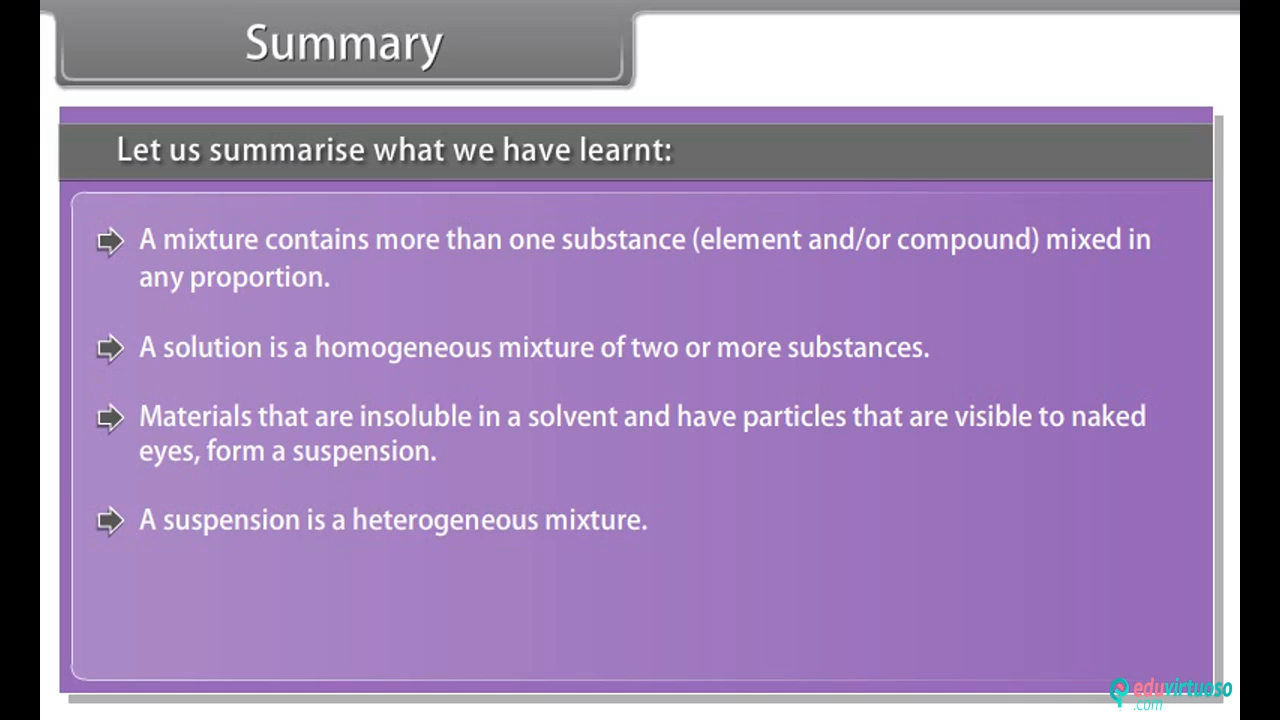 Summary
Let us summarise what we have learnt:
A mixture contains more than one substance (element and/or compound) mixed in
any proportion.
A solution is a homogeneous mixture of two or more substances.
Materials that are insoluble in a solvent and have particles that are visible to naked
eyes, form a suspension.
A suspension is a heterogeneous mixture.
eduvirtuoso
.com